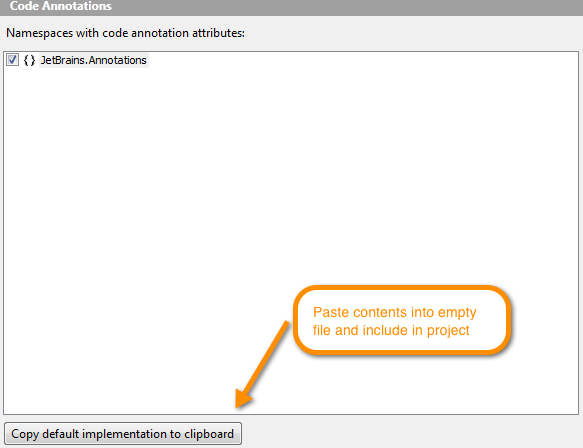 Code Annotations
Namespaces with code annotation attributes:
{} JetBrains.Annotations
Paste contents into empty
file and include in project
Copy default implementation to clipboard